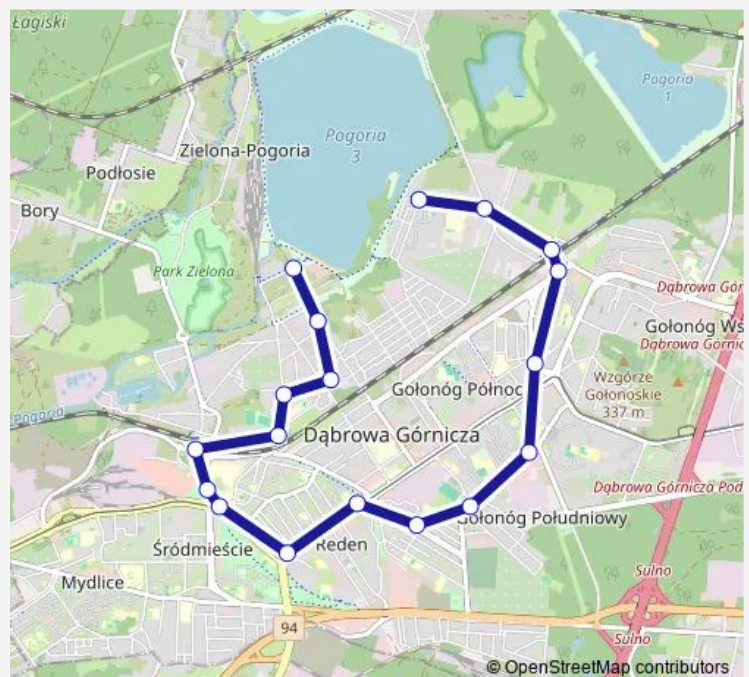 Łagiski
Pogoria
1
Pogoria
3
Zielona-Pogoria
Podłosie
Bory
Park Zielona
Dąbrowa Gór
Gołonóg Ws
Dąbrowa Górnic
Wzgórze
Gołonoskie
337 m
Gołonóg Północ
Pogoria
Dąbrowa Górnicza
Dąbrowa Górnicza Pod
Gołonóg Południowy
Śródmieście
Reden
Mydlice
Sulno
94
Sulno
© OpenStreetMap contributors